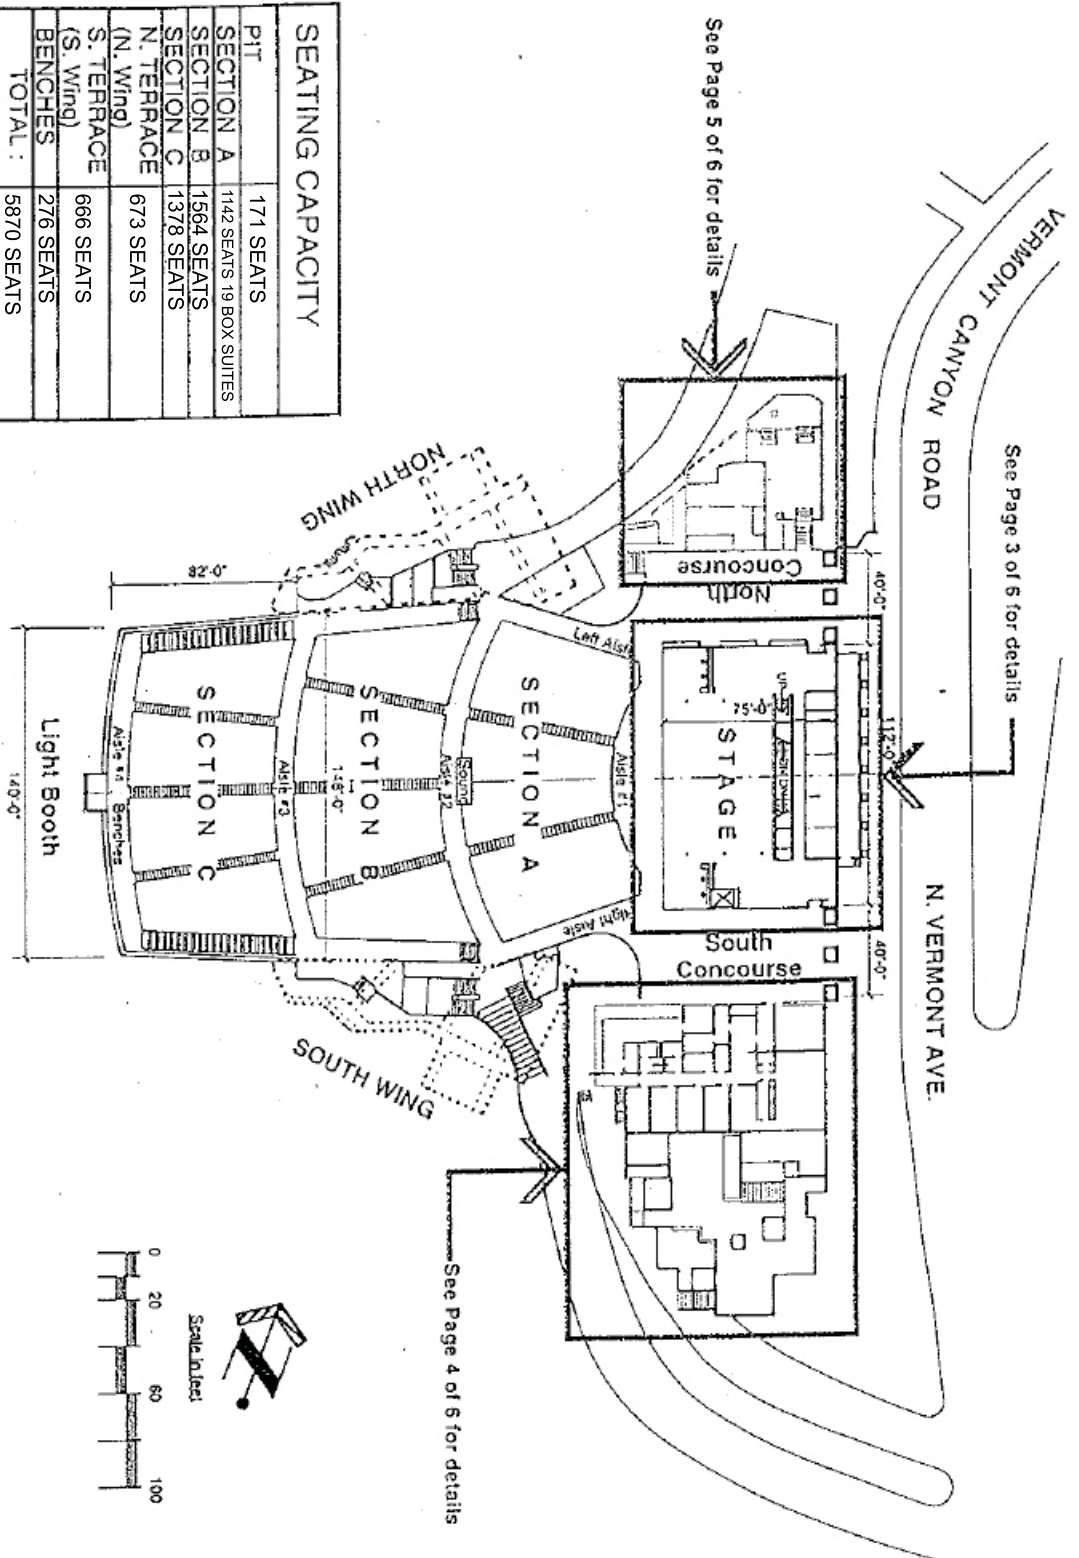 SEATING CAPACITY
PIT 171 SEATS
SECTION A 1142 SEATS 19 BOX SUITES
SECTION B 1564 SEATS
SECTION C 1378 SEATS
N. TERRACE
(N. Wing) 673 SEATS
S. TERRACE
(S. Wing) 666 SEATS
BENCHES 276 SEATS
TOTAL: 5870 SEATS
See Page 5 of 6 for details
VERMONT CANYON ROAD
See Page 3 of 6 for details
N. VERMONT AVE.
NORTH WING
North
Concourse
40'-0"
112'-0"
40'-0"
STAGE
UP
South
Concourse
Left Aisle
Right Aisle
Aisle #1
SECTION A
Sound
Aisle #2
SECTION B
148'-0"
Aisle #3
SECTION C
Aisle #4 Benches
82'-0"
Light Booth
140'-0"
SOUTH WING
See Page 4 of 6 for details
Scale in feet
0 20 60 100